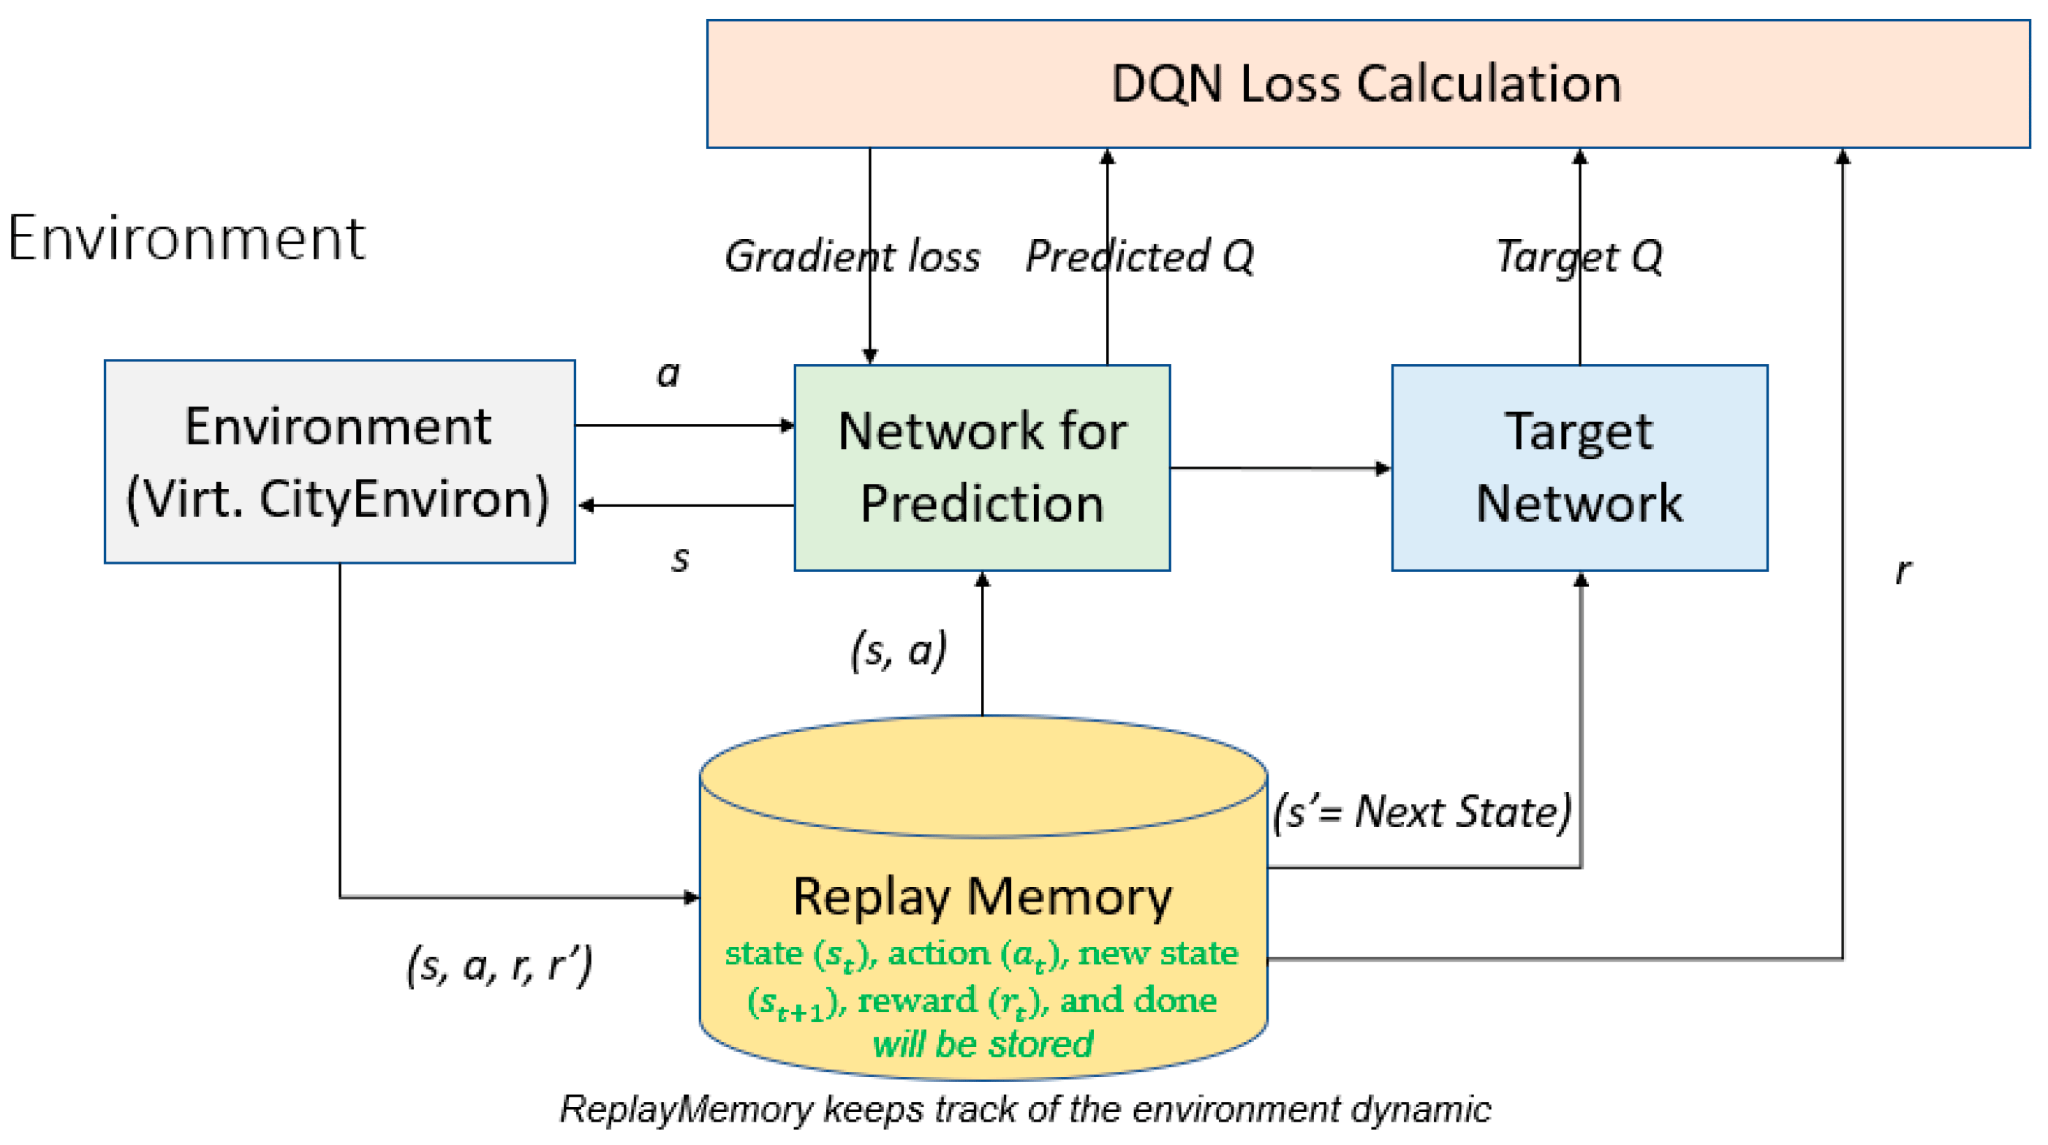 DQN Loss Calculation
Environment
Gradient loss
Predicted Q
Target Q
a
Environment
(Virt. CityEnviron)
Network for
Prediction
Target
Network
s
r
(s, a)
(s’= Next State)
Replay Memory
state (sₜ), action (aₜ), new state
(sₜ₊₁), reward (rₜ), and done
will be stored
(s, a, r, r’)
ReplayMemory keeps track of the environment dynamic